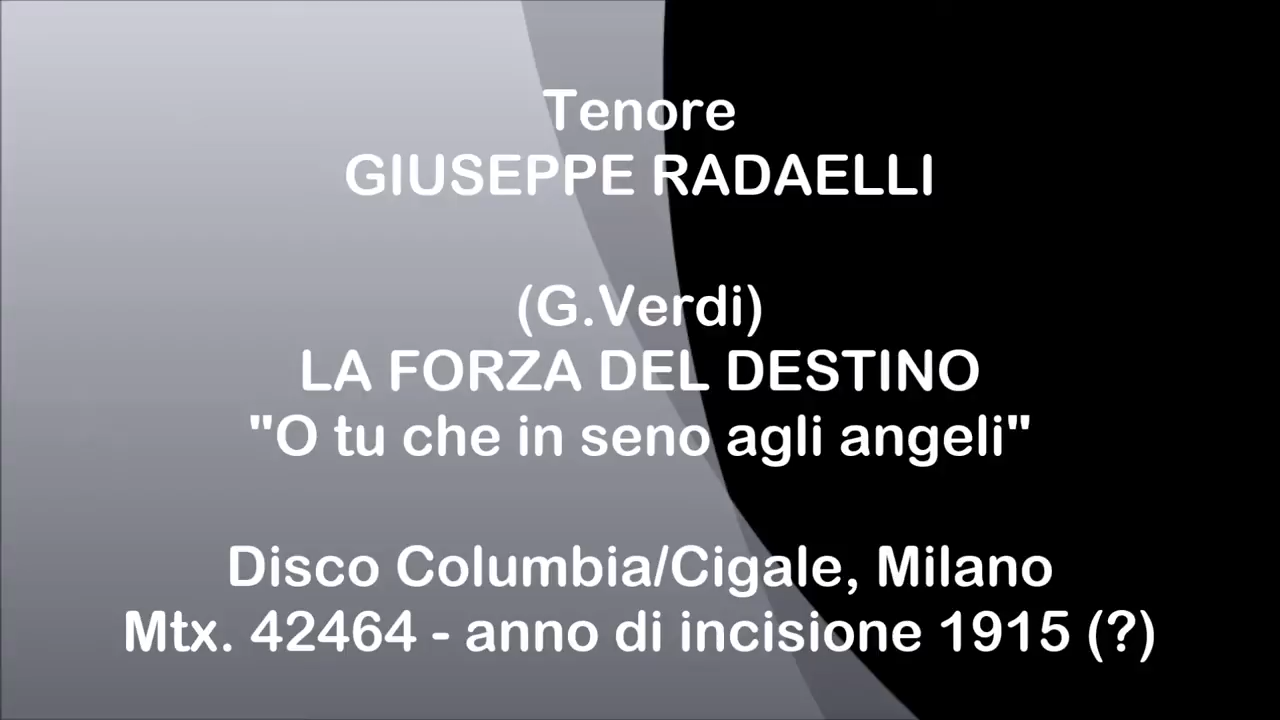 Tenore
GIUSEPPE RADAELLI
(G.Verdi)
LA FORZA DEL DESTINO
"O tu che in seno agli angeli"
Disco Columbia/Cigale, Milano
Mtx. 42464 - anno di incisione 1915 (?)